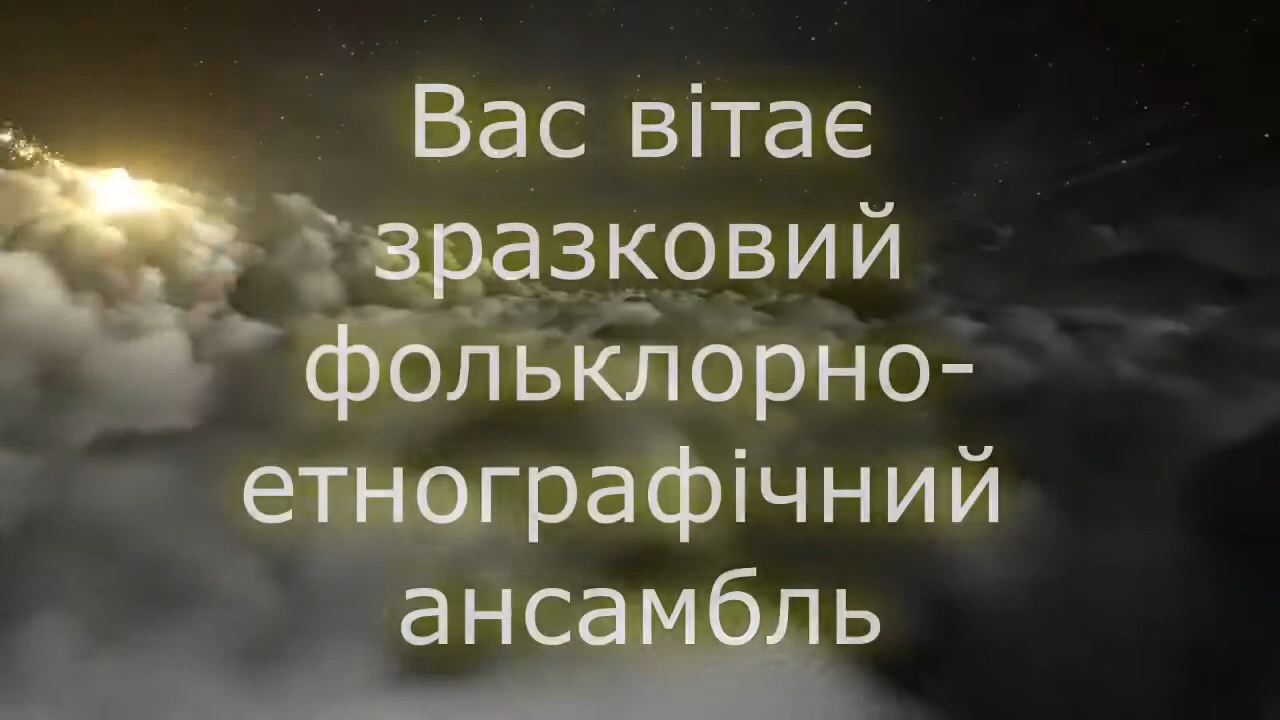 Вас вітає
зразковий
фольклорно-
етнографічний
ансамбль